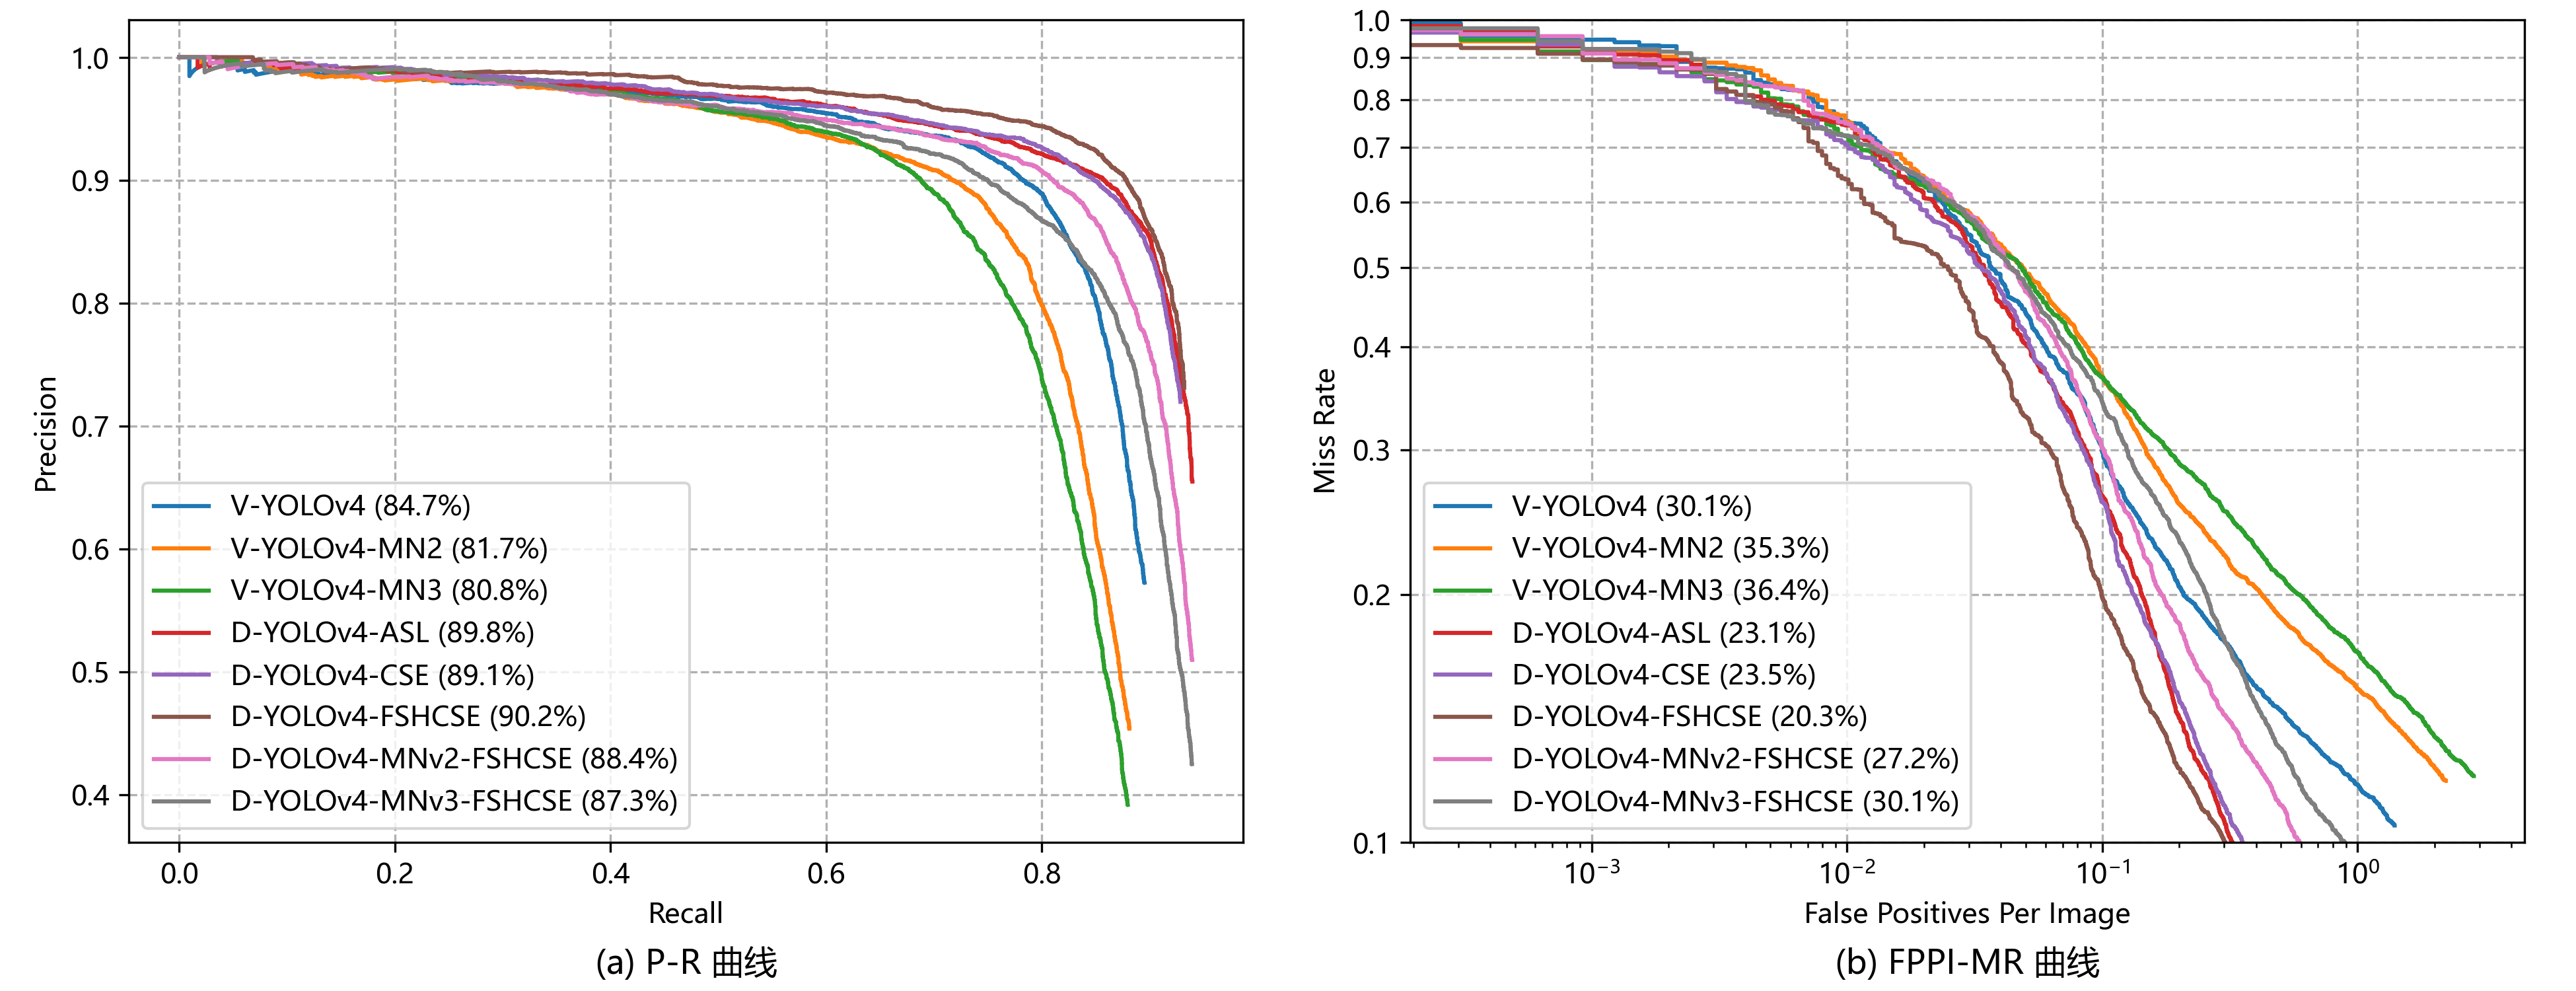 1.0
0.9
0.8
0.7
0.6
0.5
0.4
Precision
V-YOLOv4 (84.7%)
V-YOLOv4-MN2 (81.7%)
V-YOLOv4-MN3 (80.8%)
D-YOLOv4-ASL (89.8%)
D-YOLOv4-CSE (89.1%)
D-YOLOv4-FSHCSE (90.2%)
D-YOLOv4-MNv2-FSHCSE (88.4%)
D-YOLOv4-MNv3-FSHCSE (87.3%)
0.0 0.2 0.4 0.6 0.8
Recall
(a) P-R 曲线
1.0
0.9
0.8
0.7
0.6
0.5
0.4
0.3
0.2
0.1
Miss Rate
V-YOLOv4 (30.1%)
V-YOLOv4-MN2 (35.3%)
V-YOLOv4-MN3 (36.4%)
D-YOLOv4-ASL (23.1%)
D-YOLOv4-CSE (23.5%)
D-YOLOv4-FSHCSE (20.3%)
D-YOLOv4-MNv2-FSHCSE (27.2%)
D-YOLOv4-MNv3-FSHCSE (30.1%)
10⁻³ 10⁻² 10⁻¹ 10⁰
False Positives Per Image
(b) FPPI-MR 曲线